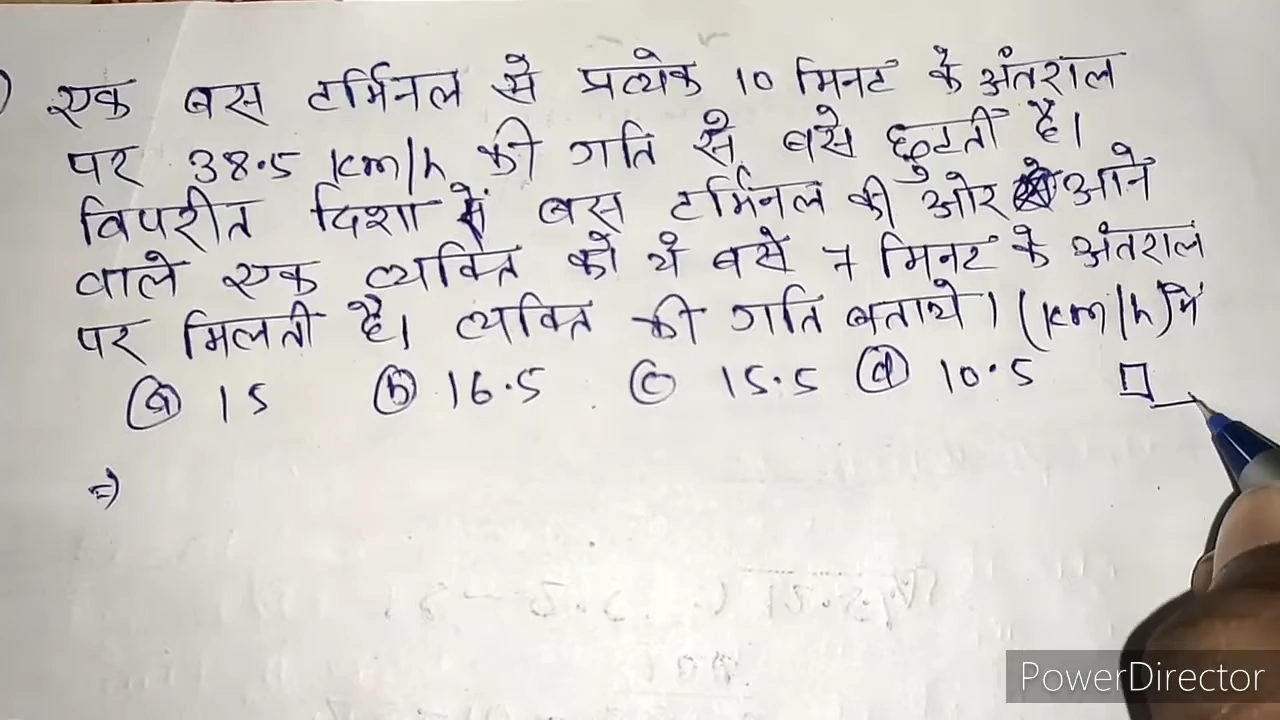 ) एक बस टर्मिनल से प्रत्येक 10 मिनट के अंतराल
पर 38.5 km/h की गति से बसे छुटती है।
विपरीत दिशा में बस टर्मिनल की ओर आने
वाले एक व्यक्ति को ये बसे 7 मिनट के अंतराल
पर मिलती है। व्यक्ति की गति बताये। (km/h) में
(a) 15 (b) 16.5 (c) 15.5 (d) 10.5
=)
PowerDirector